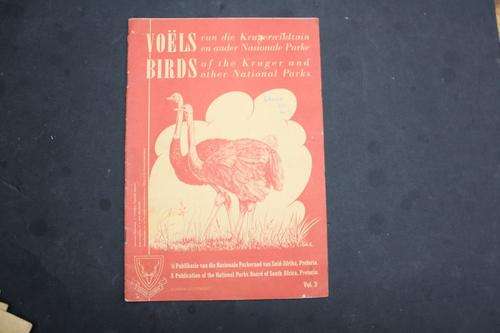 VOËLS
van die Krugerwildtuin
en ander Nasionale Parke
BIRDS
of the Kruger and
other National Parks
'n Publikasie van die Nasionale Parkeraad van Suid-Afrika, Pretoria.
A Publication of the National Parks Board of South Africa, Pretoria
Vol. 2